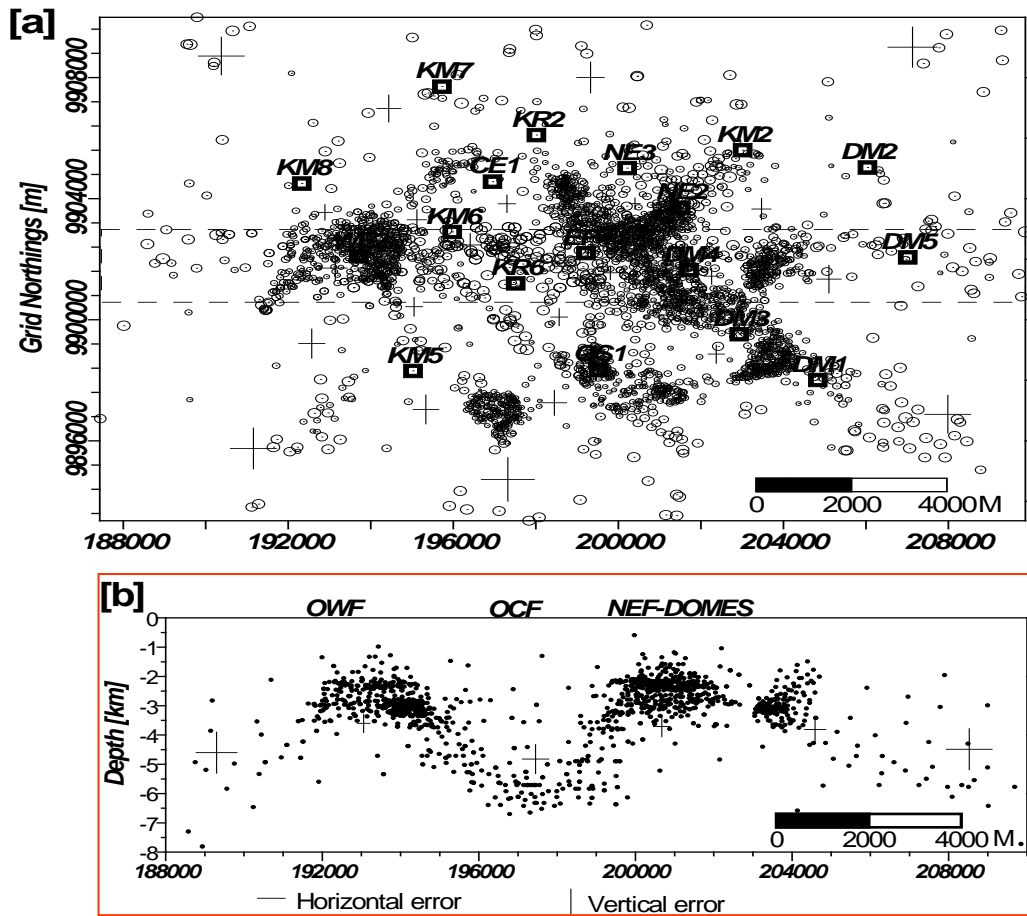 [a]
Grid Northings [m]
9908000
9904000
9900000
9896000
KM7
KR2
KM2
NE3
DM2
CE1
KM8
NE2
KM6
DM5
DM4
KR6
DM3
KM5
OS1
DM1
0 2000 4000M
188000 192000 196000 200000 204000 208000
[b]
OWF OCF NEF-DOMES
Depth [km]
0
-1
-2
-3
-4
-5
-6
-7
-8
0 2000 4000 M.
188000 192000 196000 200000 204000 208000
Horizontal error Vertical error